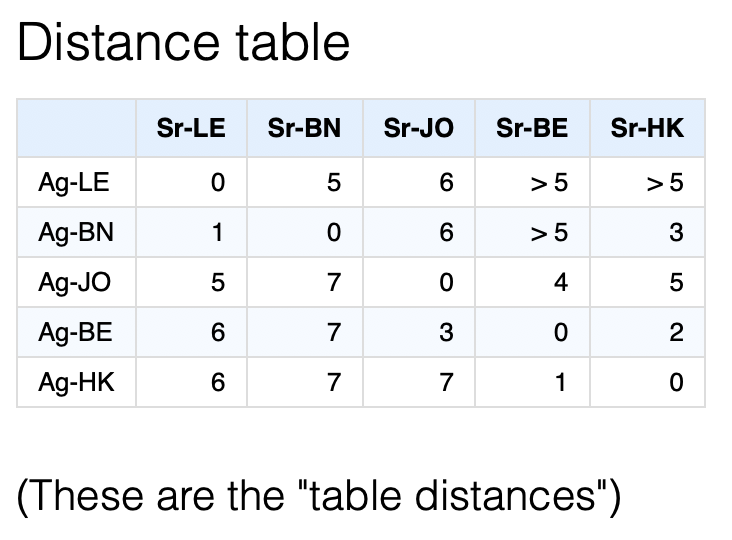 Distance table
Sr-LE Sr-BN Sr-JO Sr-BE Sr-HK
Ag-LE 0 5 6 > 5 > 5
Ag-BN 1 0 6 > 5 3
Ag-JO 5 7 0 4 5
Ag-BE 6 7 3 0 2
Ag-HK 6 7 7 1 0
(These are the "table distances")